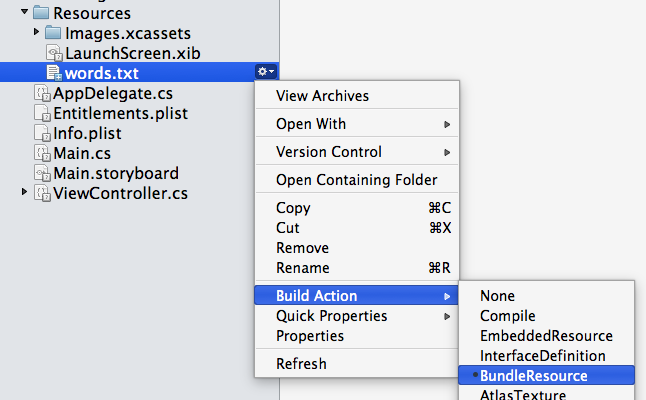 Resources
Images.xcassets
LaunchScreen.xib
words.txt
AppDelegate.cs
Entitlements.plist
Info.plist
Main.cs
Main.storyboard
ViewController.cs
View Archives
Open With
Version Control
Open Containing Folder
Copy ⌘C
Cut ⌘X
Remove
Rename ⌘R
Build Action
Quick Properties
Properties
Refresh
None
Compile
EmbeddedResource
InterfaceDefinition
BundleResource
AtlasTexture